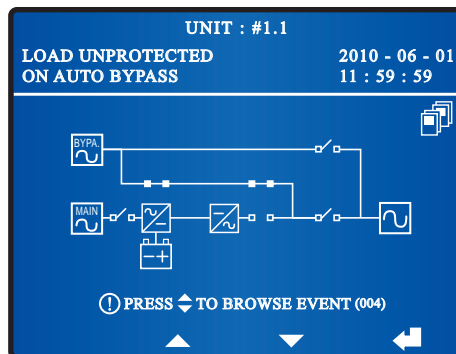 UNIT : #1.1
LOAD UNPROTECTED 2010 - 06 - 01
ON AUTO BYPASS 11 : 59 : 59
BYPA.
MAIN
! PRESS TO BROWSE EVENT (004)